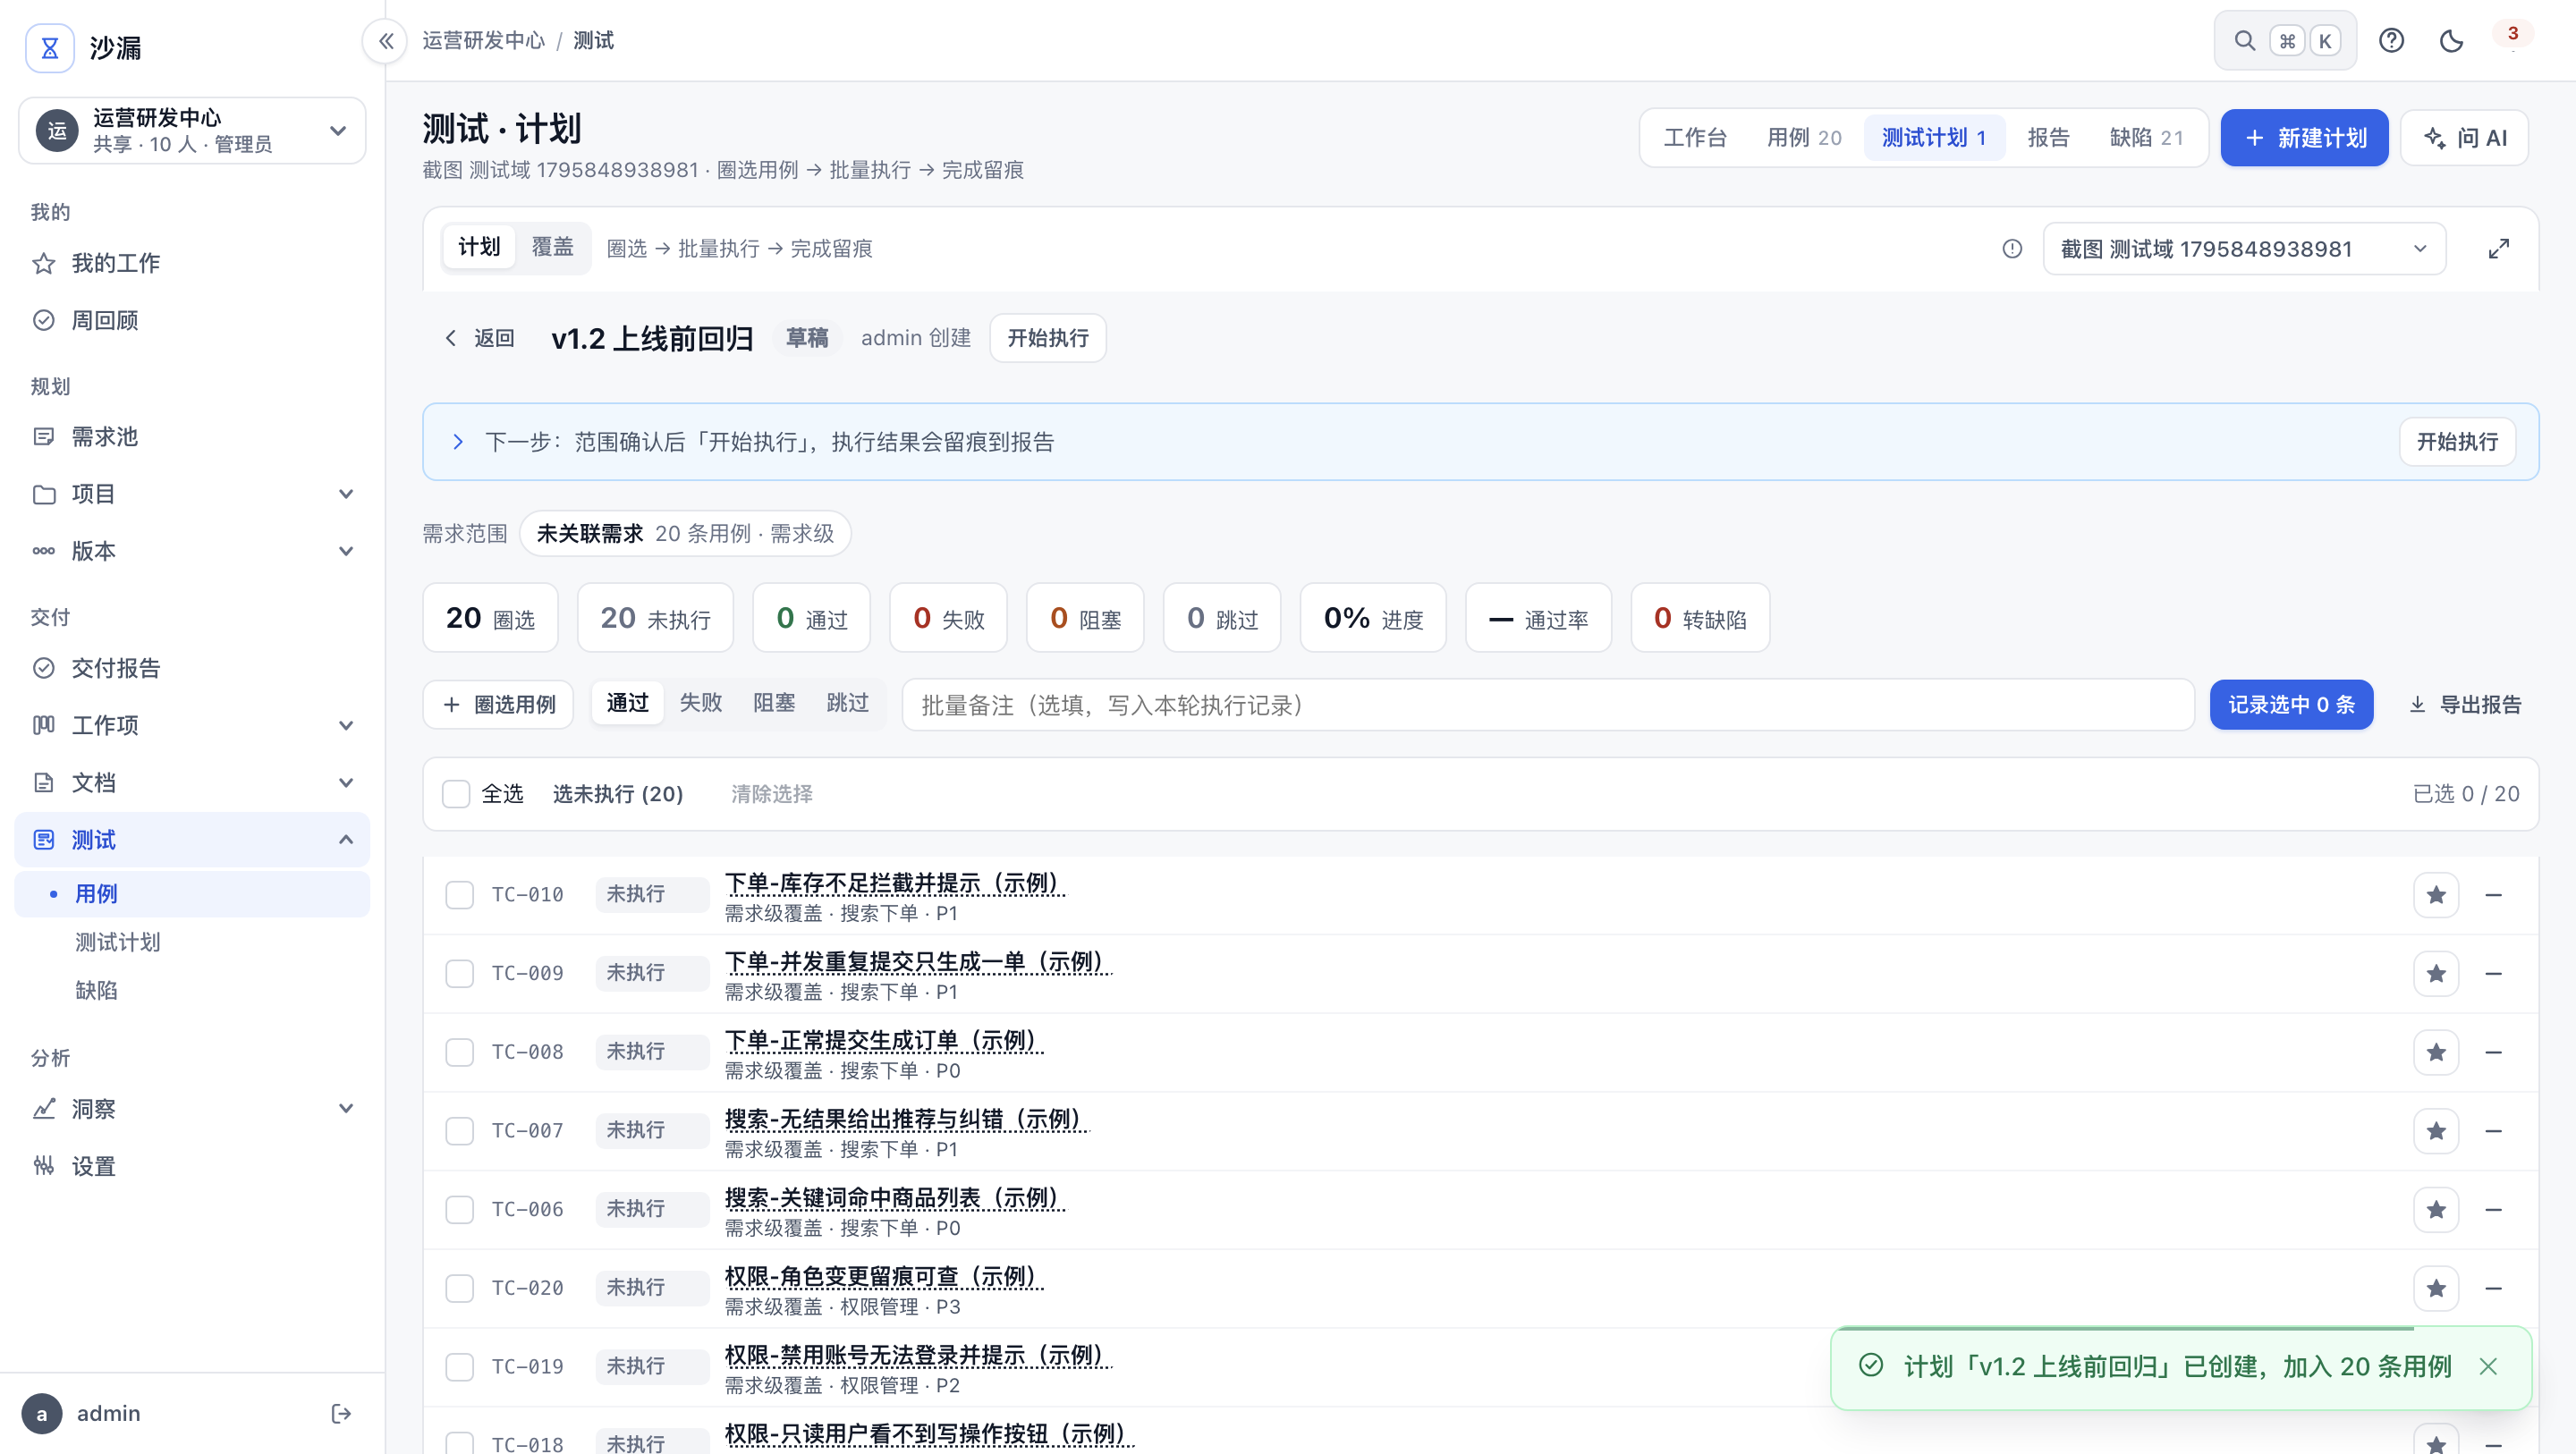 沙漏
运
运营研发中心
共享 · 10 人 · 管理员
我的
我的工作
周回顾
规划
需求池
项目
版本
交付
交付报告
工作项
文档
测试
用例
测试计划
缺陷
分析
洞察
设置
a admin
运营研发中心 / 测试
⌘ K
3
测试 · 计划
截图 测试域 1795848938981 · 圈选用例 → 批量执行 → 完成留痕
工作台 用例 20 测试计划 1 报告 缺陷 21
+ 新建计划
问 AI
计划 覆盖 圈选 → 批量执行 → 完成留痕
截图 测试域 1795848938981
返回 v1.2 上线前回归 草稿 admin 创建 开始执行
下一步：范围确认后「开始执行」，执行结果会留痕到报告 开始执行
需求范围 未关联需求 20 条用例 · 需求级
20 圈选 20 未执行 0 通过 0 失败 0 阻塞 0 跳过 0% 进度 — 通过率 0 转缺陷
+ 圈选用例 通过 失败 阻塞 跳过 批量备注（选填，写入本轮执行记录） 记录选中 0 条 导出报告
全选 选未执行 (20) 清除选择 已选 0 / 20
TC-010 未执行 下单-库存不足拦截并提示（示例）
需求级覆盖 · 搜索下单 · P1
TC-009 未执行 下单-并发重复提交只生成一单（示例）
需求级覆盖 · 搜索下单 · P1
TC-008 未执行 下单-正常提交生成订单（示例）
需求级覆盖 · 搜索下单 · P0
TC-007 未执行 搜索-无结果给出推荐与纠错（示例）
需求级覆盖 · 搜索下单 · P1
TC-006 未执行 搜索-关键词命中商品列表（示例）
需求级覆盖 · 搜索下单 · P0
TC-020 未执行 权限-角色变更留痕可查（示例）
需求级覆盖 · 权限管理 · P3
TC-019 未执行 权限-禁用账号无法登录并提示（示例）
需求级覆盖 · 权限管理 · P2
TC-018 未执行 权限-只读用户看不到写操作按钮（示例）
计划「v1.2 上线前回归」已创建，加入 20 条用例